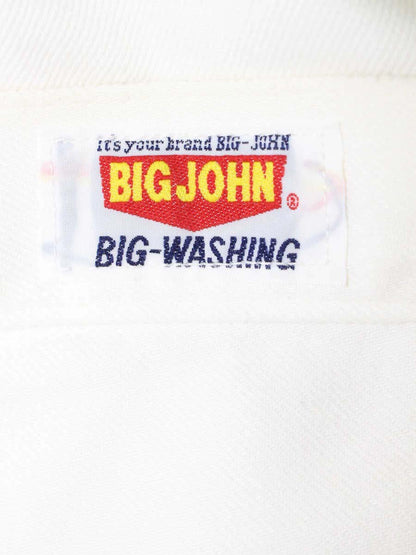 it's your brand BIG-JOHN
BIG JOHN ®
BIG-WASHING